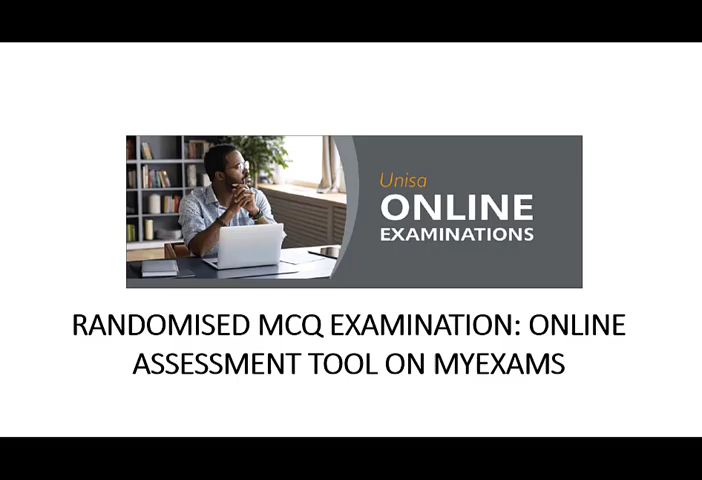 Unisa
ONLINE
EXAMINATIONS
RANDOMISED MCQ EXAMINATION: ONLINE
ASSESSMENT TOOL ON MYEXAMS